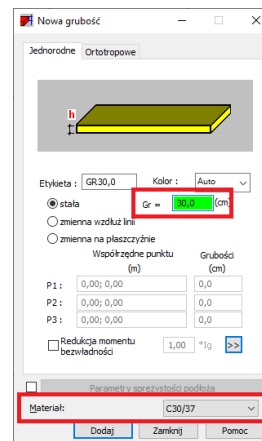 Nowa grubość
Jednorodne Ortotropowe
h
Etykieta : GR30,0 Kolor : Auto
stała Gr = 30,0 (cm)
zmienna wzdłuż linii
zmienna na płaszczyźnie
Współrzędne punktu Grubości
(m) (cm)
P1 : 0,00; 0,00 0,0
P2 : 0,00; 0,00 0,0
P3 : 0,00; 0,00 0,0
Redukcja momentu bezwładności 1,00 *Ig >>
Parametry sprężystości podłoża
Materiał: C30/37
Dodaj Zamknij Pomoc